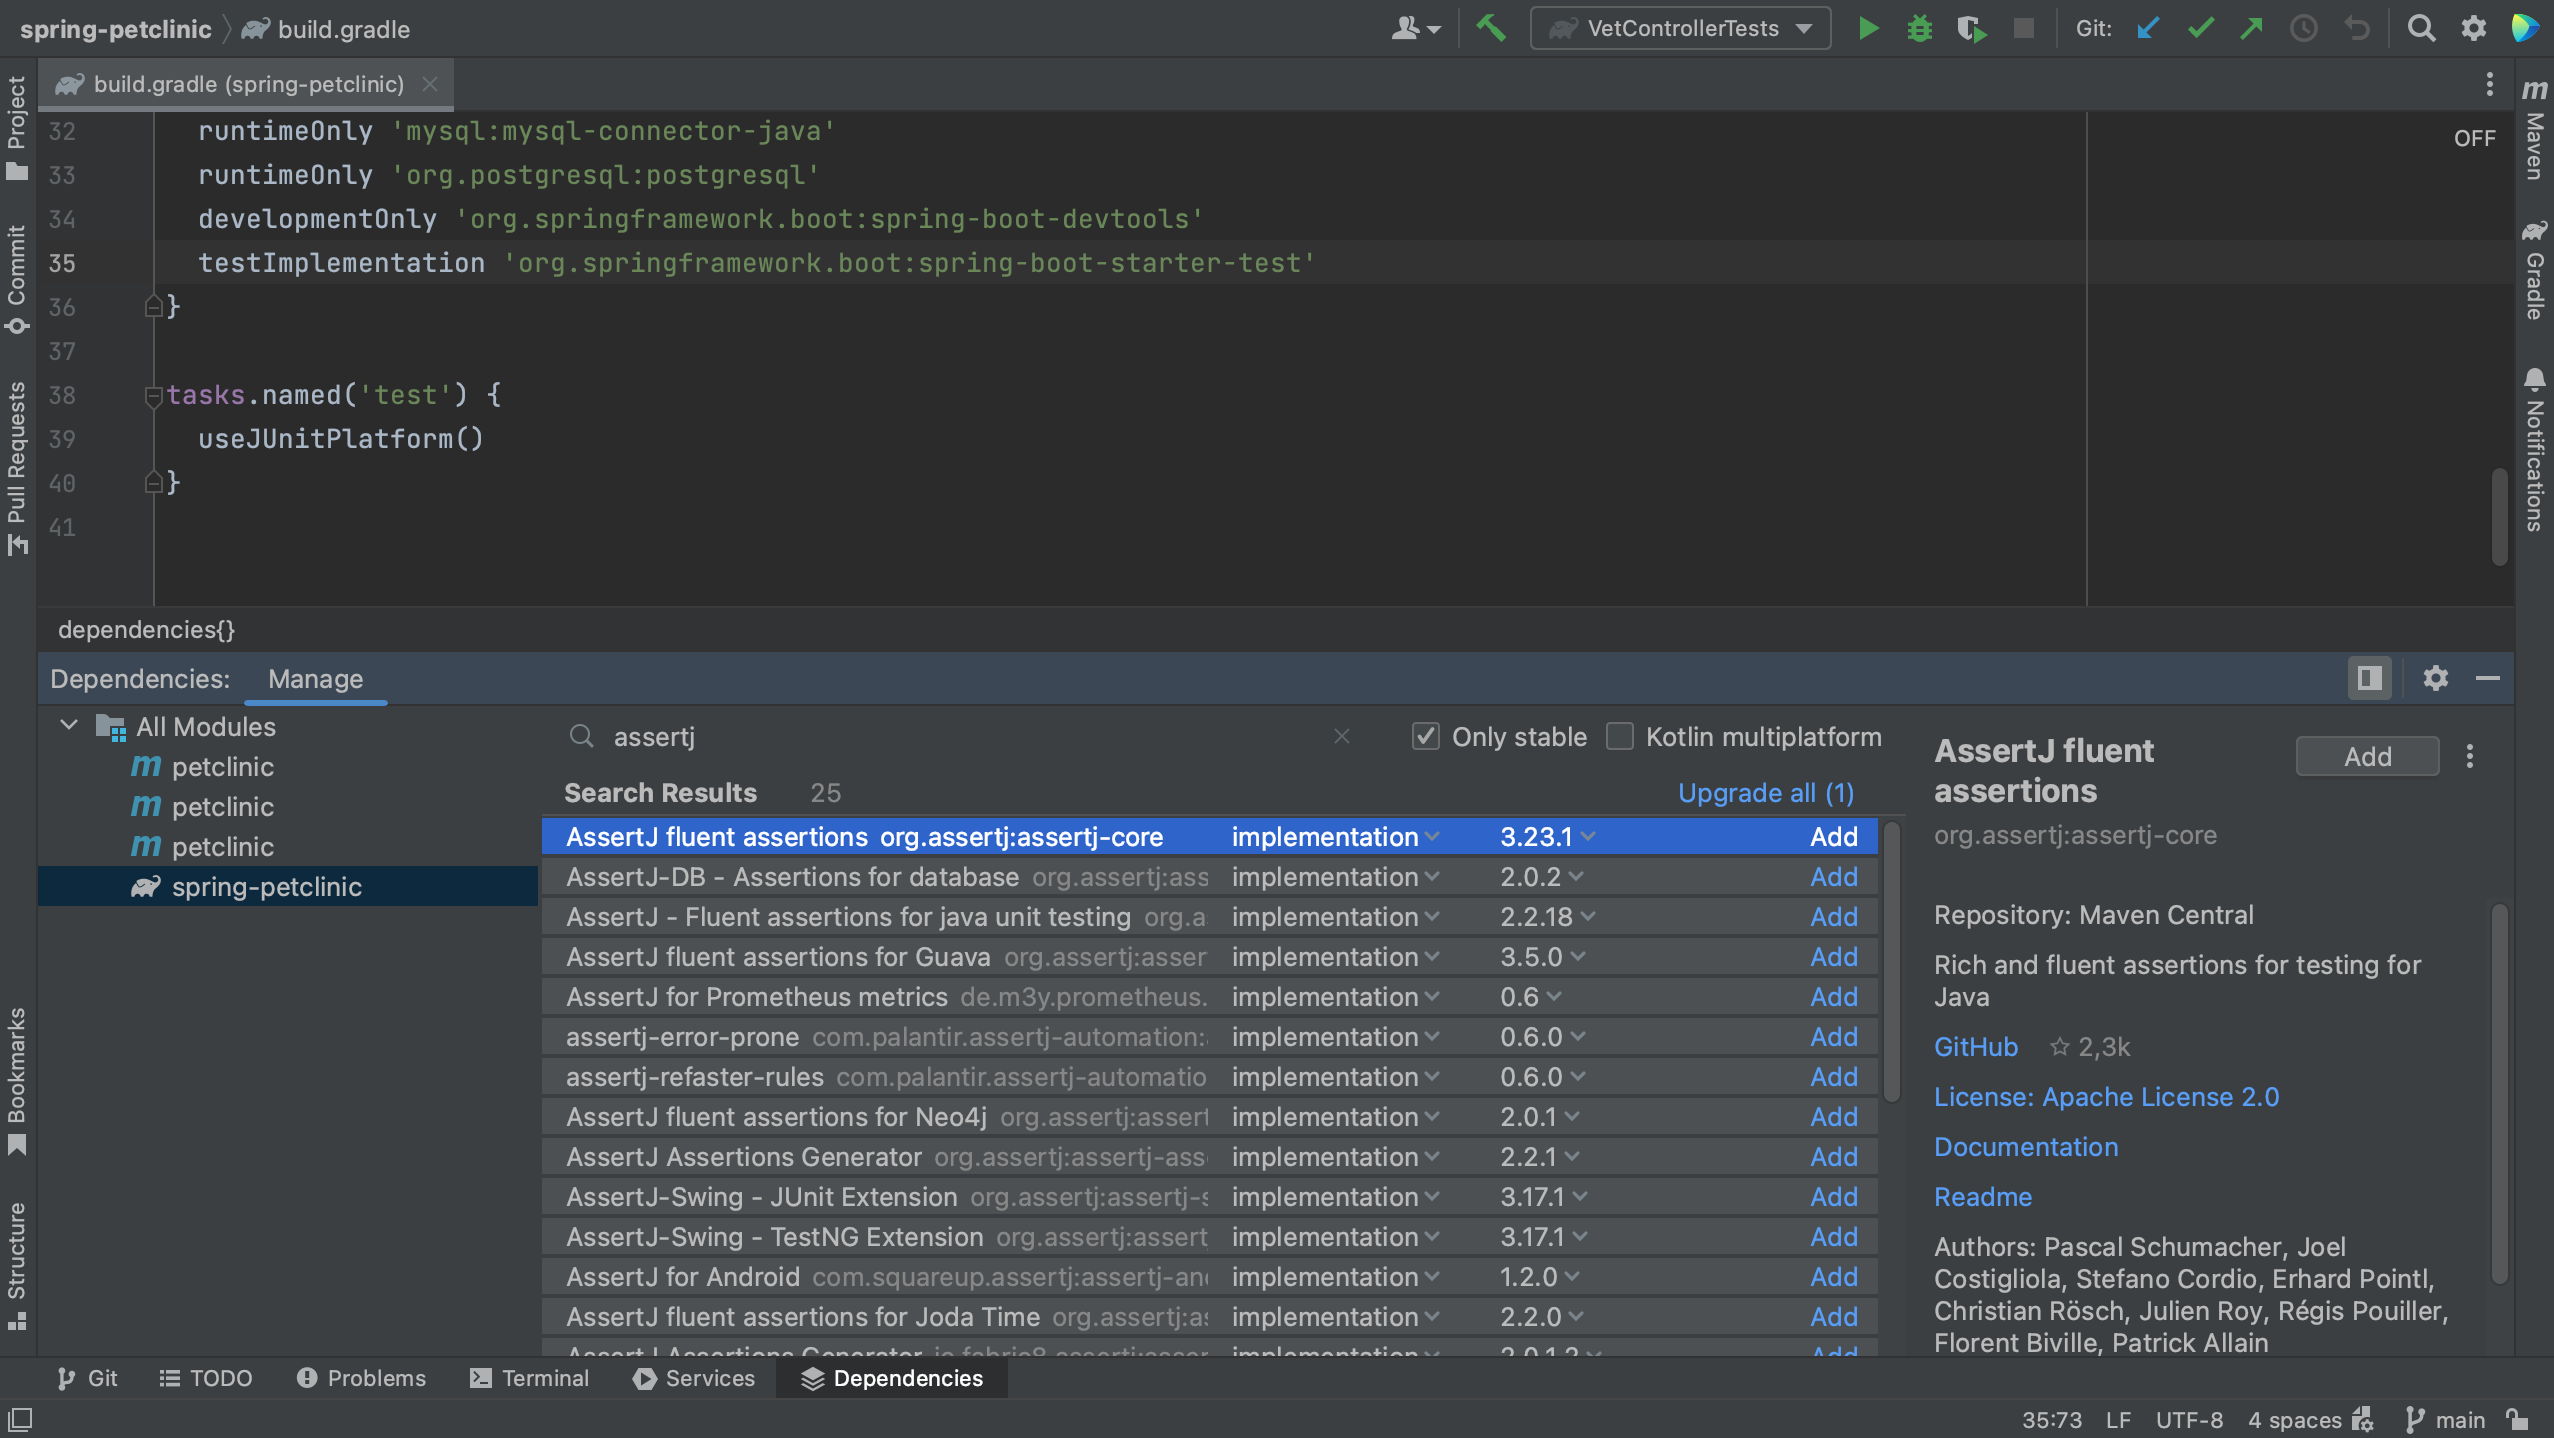 spring-petclinic build.gradle
VetControllerTests
Git:
build.gradle (spring-petclinic)
Project
Commit
Pull Requests
Bookmarks
Structure
32 runtimeOnly 'mysql:mysql-connector-java'
33 runtimeOnly 'org.postgresql:postgresql'
34 developmentOnly 'org.springframework.boot:spring-boot-devtools'
35 testImplementation 'org.springframework.boot:spring-boot-starter-test'
36 }
37
38 tasks.named('test') {
39 useJUnitPlatform()
40 }
41
OFF
m Maven
Gradle
Notifications
dependencies{}
Dependencies: Manage
All Modules
m petclinic
m petclinic
m petclinic
spring-petclinic
assertj
Only stable Kotlin multiplatform
Search Results 25 Upgrade all (1)
AssertJ fluent assertions org.assertj:assertj-core implementation 3.23.1 Add
AssertJ-DB - Assertions for database org.assertj:ass implementation 2.0.2 Add
AssertJ - Fluent assertions for java unit testing org.a implementation 2.2.18 Add
AssertJ fluent assertions for Guava org.assertj:asser implementation 3.5.0 Add
AssertJ for Prometheus metrics de.m3y.prometheus. implementation 0.6 Add
assertj-error-prone com.palantir.assertj-automation: implementation 0.6.0 Add
assertj-refaster-rules com.palantir.assertj-automatio implementation 0.6.0 Add
AssertJ fluent assertions for Neo4j org.assertj:assert implementation 2.0.1 Add
AssertJ Assertions Generator org.assertj:assertj-ass implementation 2.2.1 Add
AssertJ-Swing - JUnit Extension org.assertj:assertj-s implementation 3.17.1 Add
AssertJ-Swing - TestNG Extension org.assertj:assert implementation 3.17.1 Add
AssertJ for Android com.squareup.assertj:assertj-an implementation 1.2.0 Add
AssertJ fluent assertions for Joda Time org.assertj:as implementation 2.2.0 Add
AssertJ Assertions Generator io.fabric8.assertj:asser implementation 2.0.1.2 Add
AssertJ fluent
assertions
Add
org.assertj:assertj-core
Repository: Maven Central
Rich and fluent assertions for testing for
Java
GitHub 2,3k
License: Apache License 2.0
Documentation
Readme
Authors: Pascal Schumacher, Joel
Costigliola, Stefano Cordio, Erhard Pointl,
Christian Rösch, Julien Roy, Régis Pouiller,
Florent Biville, Patrick Allain
Git TODO Problems Terminal Services Dependencies
35:73 LF UTF-8 4 spaces main